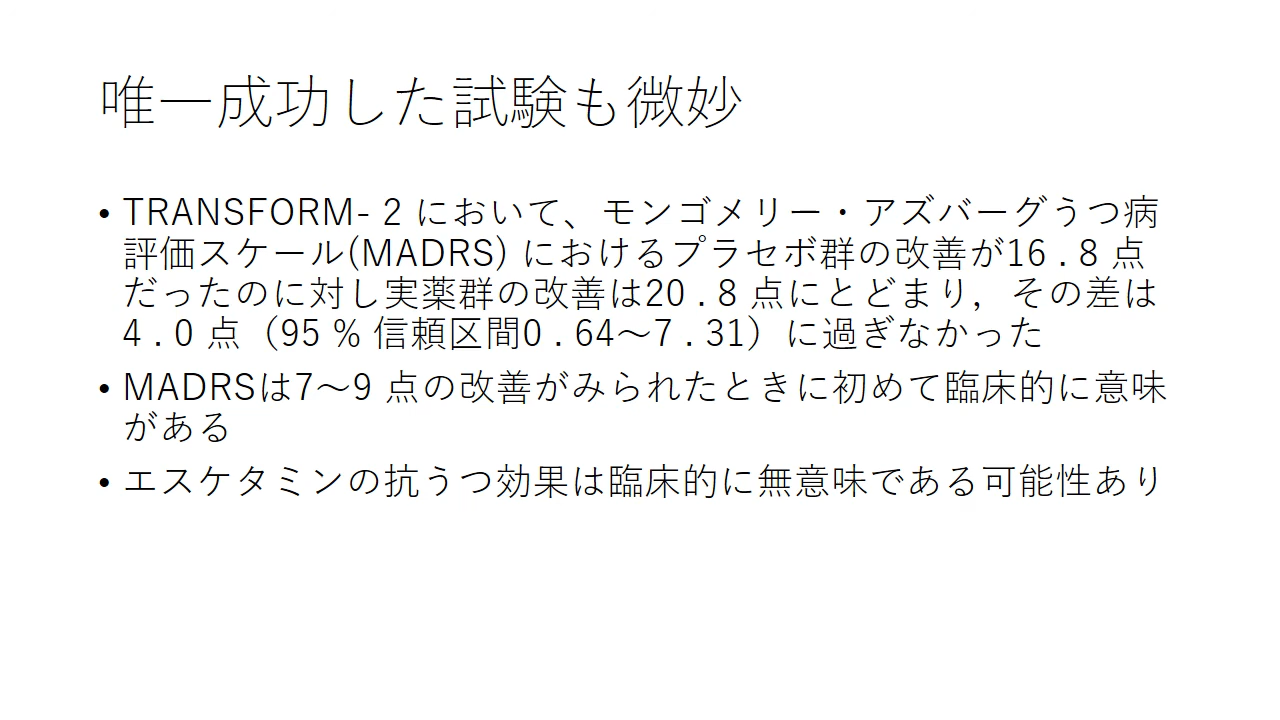 唯一成功した試験も微妙
• TRANSFORM- 2 において、モンゴメリー・アズバーグうつ病
評価スケール(MADRS) におけるプラセボ群の改善が16 . 8 点
だったのに対し実薬群の改善は20 . 8 点にとどまり，その差は
4 . 0 点（95 % 信頼区間0 . 64～7 . 31）に過ぎなかった
• MADRSは7～9 点の改善がみられたときに初めて臨床的に意味
がある
• エスケタミンの抗うつ効果は臨床的に無意味である可能性あり